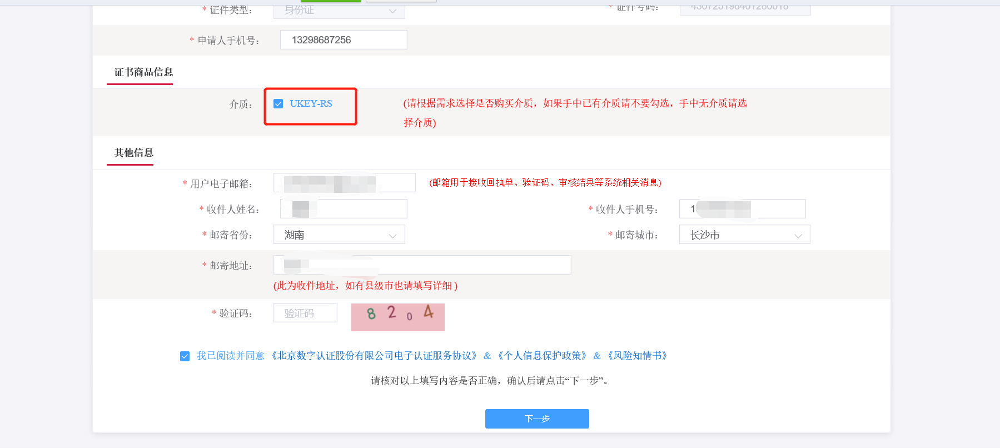 * 证件类型： 身份证 * 证件号码：
* 申请人手机号： 13298687256
证书商品信息
介质： UKEY-RS (请根据需求选择是否购买介质，如果手中已有介质请不要勾选，手中无介质请选
择介质)
其他信息
* 用户电子邮箱： (邮箱用于接收回执单、验证码、审核结果等系统相关消息)
* 收件人姓名： * 收件人手机号： 1
* 邮寄省份： 湖南 * 邮寄城市： 长沙市
* 邮寄地址：
(此为收件地址，如有县级市也请填写详细 )
* 验证码： 验证码 8 2 0 4
我已阅读并同意 《北京数字认证股份有限公司电子认证服务协议》 & 《个人信息保护政策》 & 《风险知情书》
请核对以上填写内容是否正确，确认后请点击“下一步”。
下一步